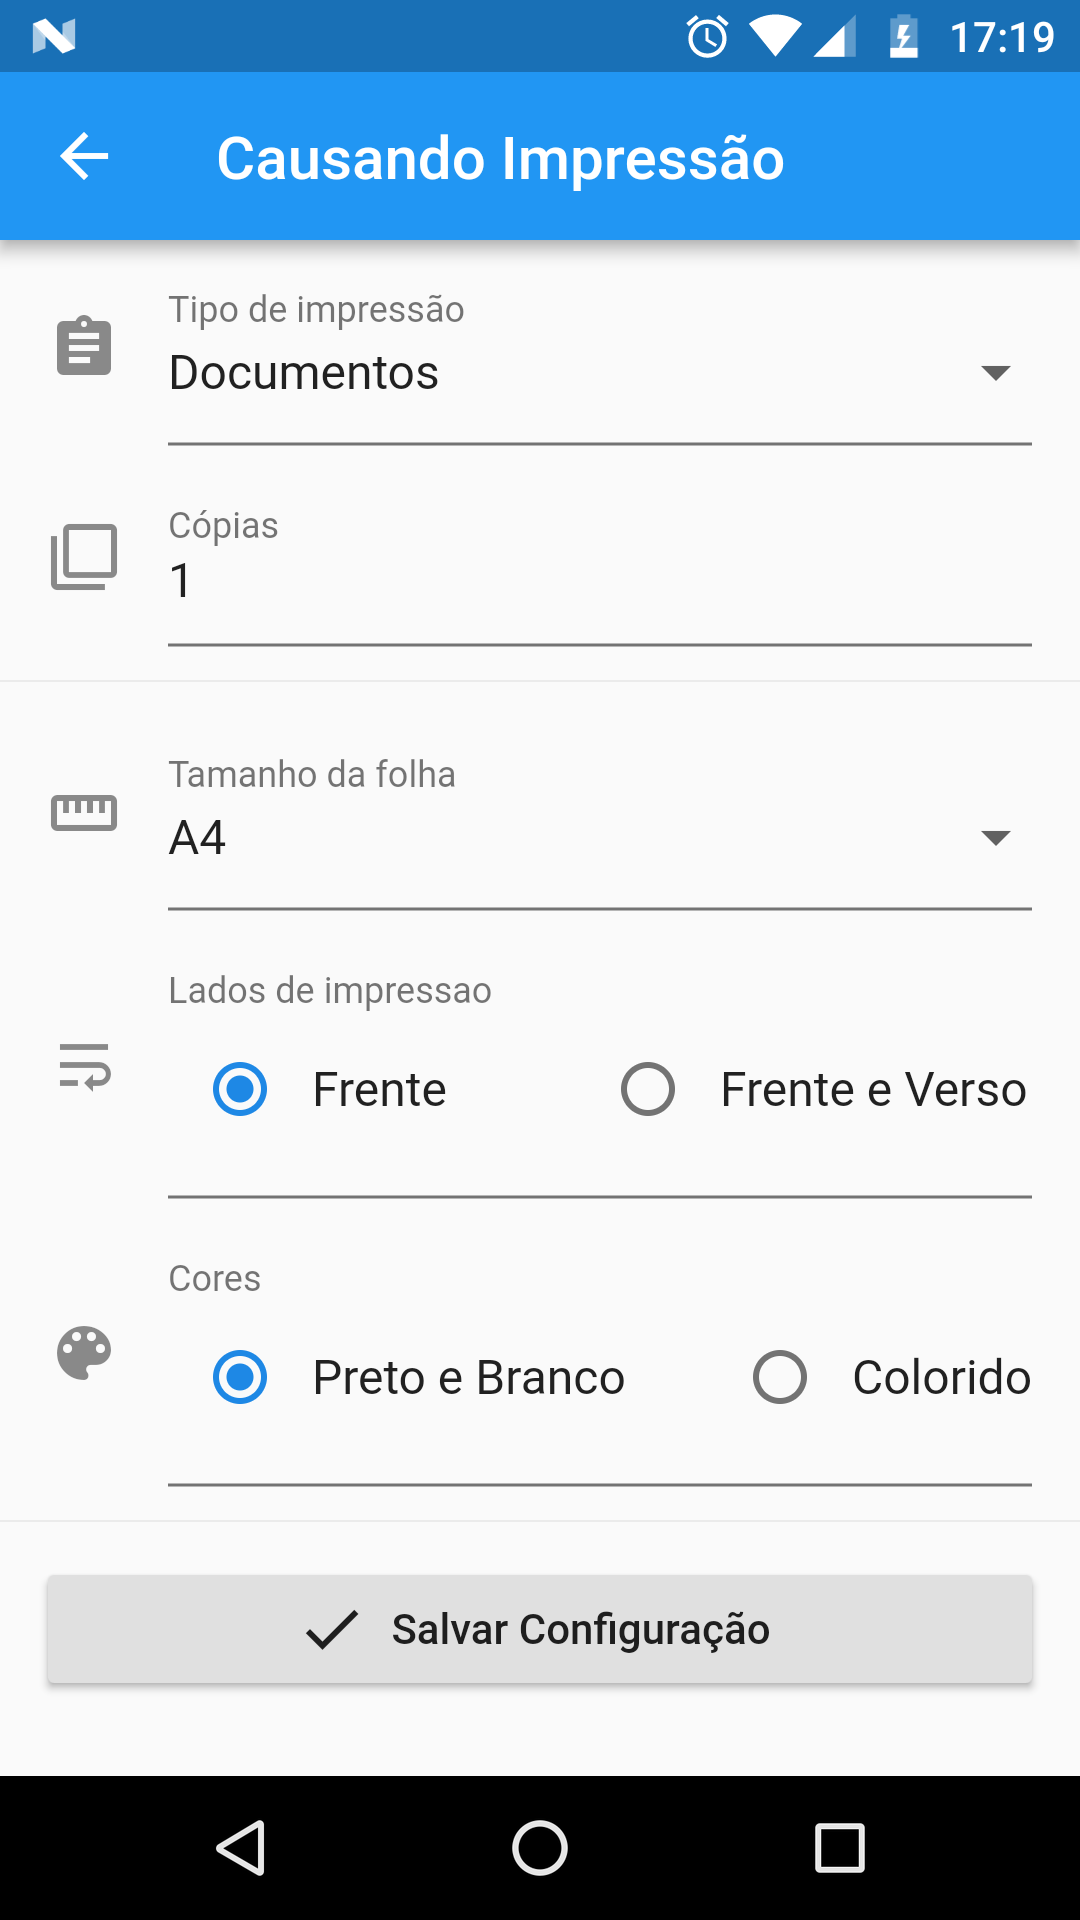 17:19
Causando Impressão
Tipo de impressão
Documentos
Cópias
1
Tamanho da folha
A4
Lados de impressao
Frente Frente e Verso
Cores
Preto e Branco Colorido
Salvar Configuração